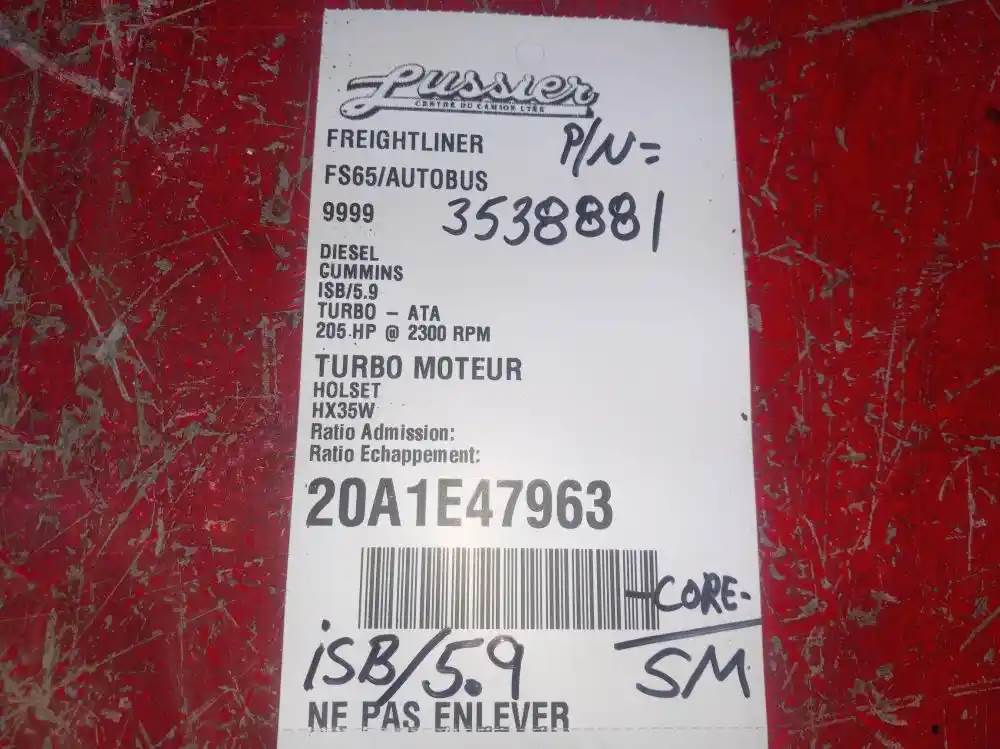 Lussier
CENTRE DU CAMION LTÉE
FREIGHTLINER
P/N=
FS65/AUTOBUS
9999
3538881
DIESEL
CUMMINS
ISB/5.9
TURBO - ATA
205 HP @ 2300 RPM
TURBO MOTEUR
HOLSET
HX35W
Ratio Admission:
Ratio Echappement:
20A1E47963
-CORE-
SM
iSB/5.9
NE PAS ENLEVER